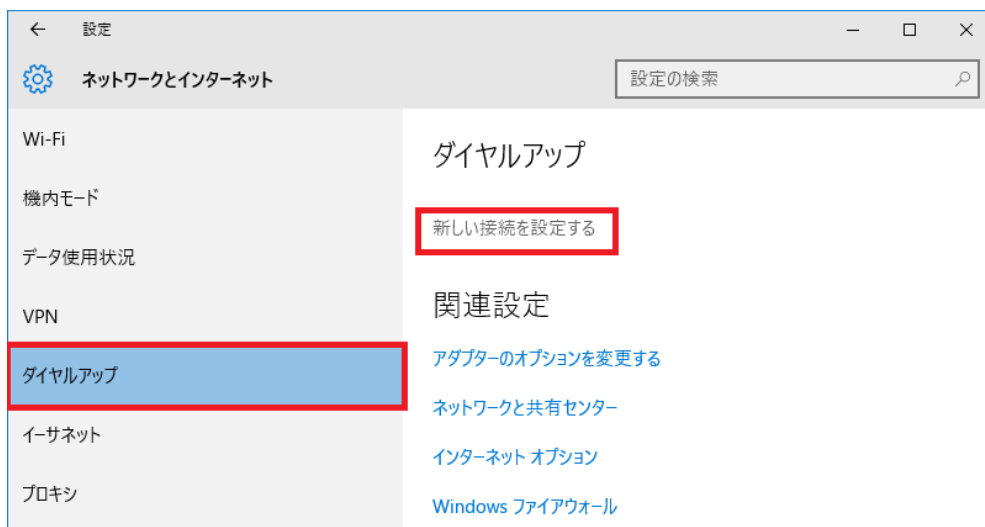 設定
ネットワークとインターネット
設定の検索
Wi-Fi
機内モード
データ使用状況
VPN
ダイヤルアップ
イーサネット
プロキシ
ダイヤルアップ
新しい接続を設定する
関連設定
アダプターのオプションを変更する
ネットワークと共有センター
インターネット オプション
Windows ファイアウォール